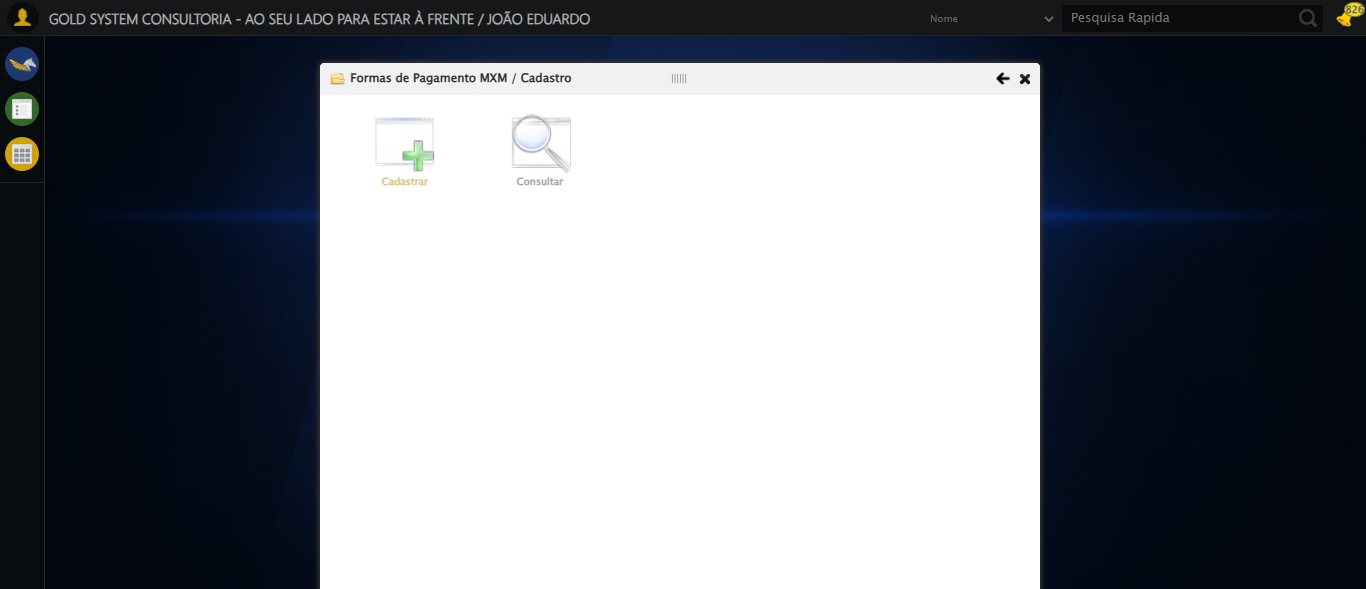 GOLD SYSTEM CONSULTORIA - AO SEU LADO PARA ESTAR À FRENTE / JOÃO EDUARDO
Nome
Pesquisa Rapida
826
Formas de Pagamento MXM / Cadastro
Cadastrar
Consultar